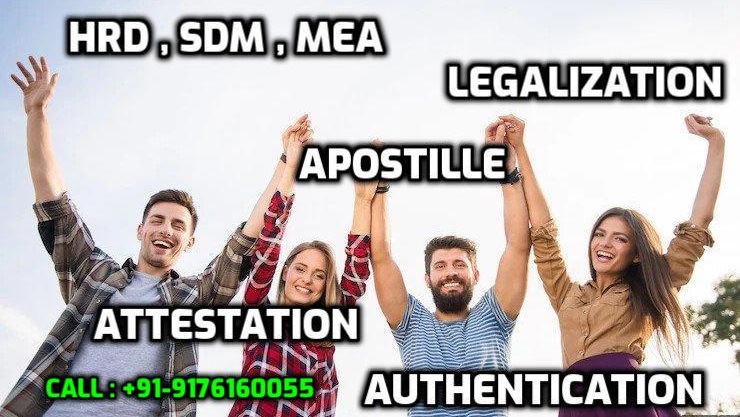 HRD , SDM , MEA
LEGALIZATION
APOSTILLE
ATTESTATION
CALL : +91-9176160055
AUTHENTICATION